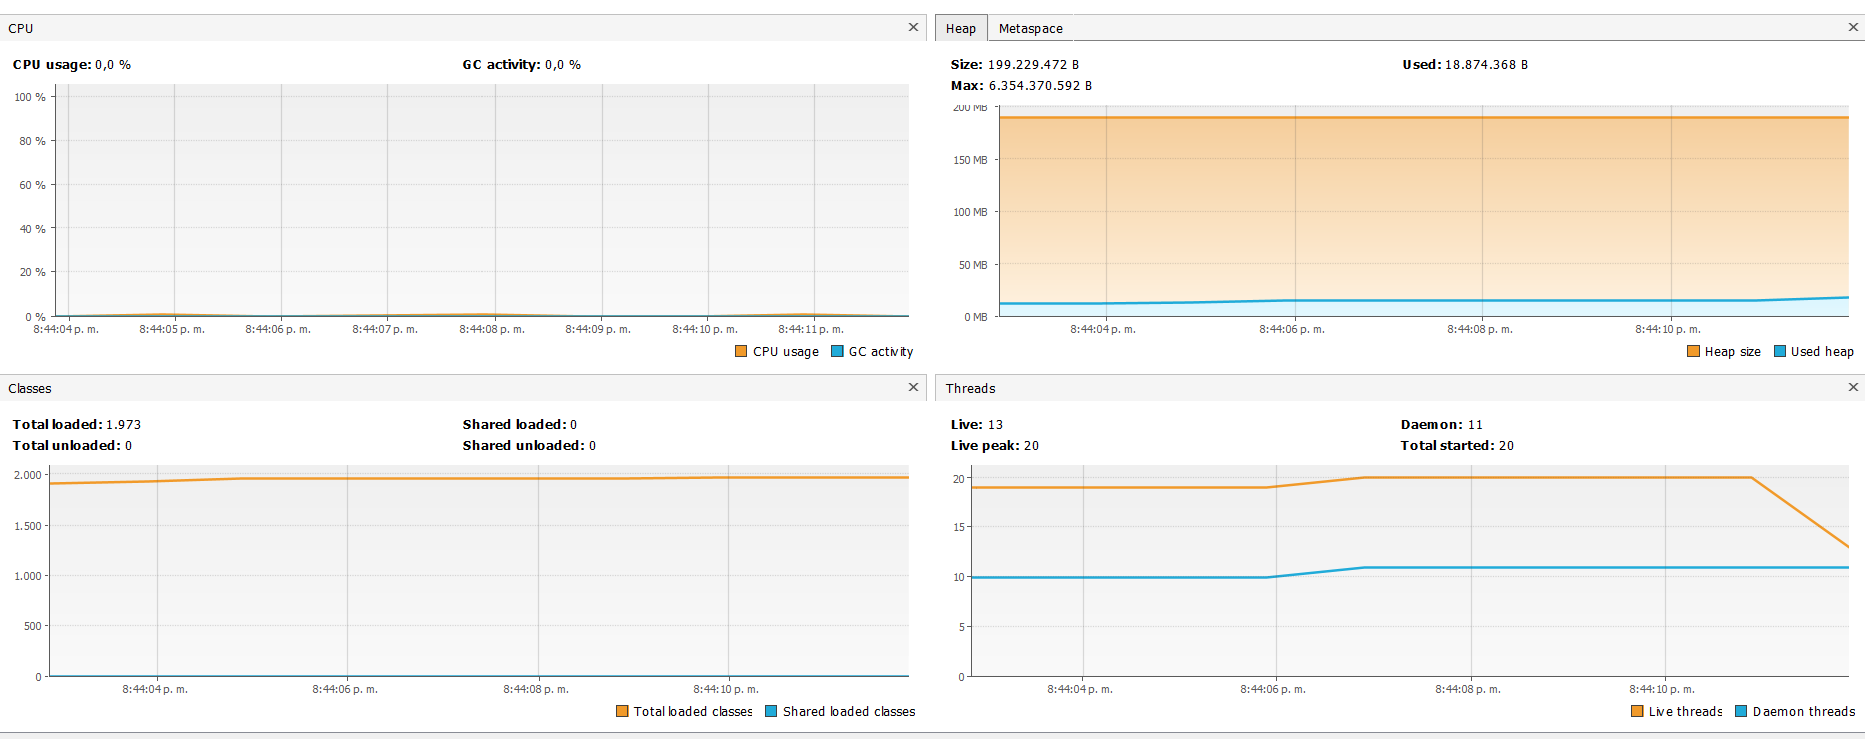 CPU
CPU usage: 0,0 %
GC activity: 0,0 %
100 %
80 %
60 %
40 %
20 %
0 %
8:44:04 p. m. 8:44:05 p. m. 8:44:06 p. m. 8:44:07 p. m. 8:44:08 p. m. 8:44:09 p. m. 8:44:10 p. m. 8:44:11 p. m.
CPU usage GC activity
Heap Metaspace
Size: 199.229.472 B
Used: 18.874.368 B
Max: 6.354.370.592 B
200 MB
150 MB
100 MB
50 MB
0 MB
8:44:04 p. m. 8:44:06 p. m. 8:44:08 p. m. 8:44:10 p. m.
Heap size Used heap
Classes
Total loaded: 1.973
Shared loaded: 0
Total unloaded: 0
Shared unloaded: 0
2.000
1.500
1.000
500
0
8:44:04 p. m. 8:44:06 p. m. 8:44:08 p. m. 8:44:10 p. m.
Total loaded classes Shared loaded classes
Threads
Live: 13
Daemon: 11
Live peak: 20
Total started: 20
20
15
10
5
0
8:44:04 p. m. 8:44:06 p. m. 8:44:08 p. m. 8:44:10 p. m.
Live threads Daemon threads